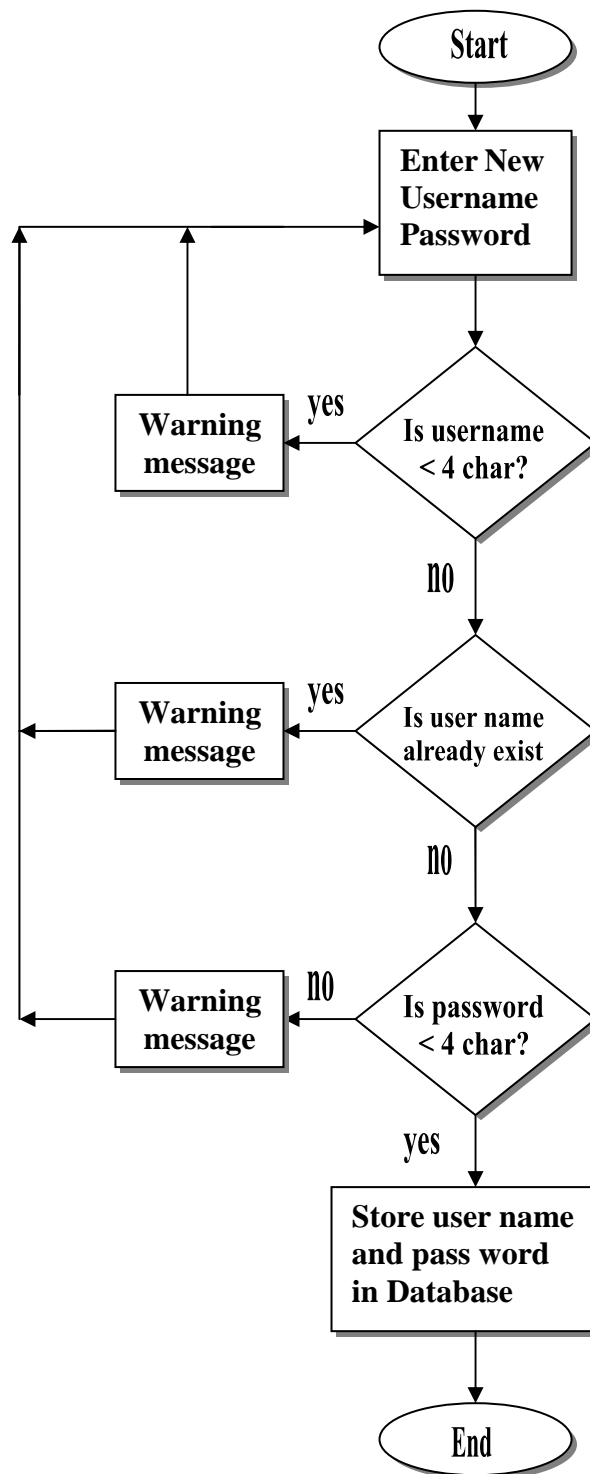 Start
Enter New
Username
Password
yes
Warning
message
Is username
< 4 char?
no
yes
Warning
message
Is user name
already exist
no
no
Warning
message
Is password
< 4 char?
yes
Store user name
and pass word
in Database
End